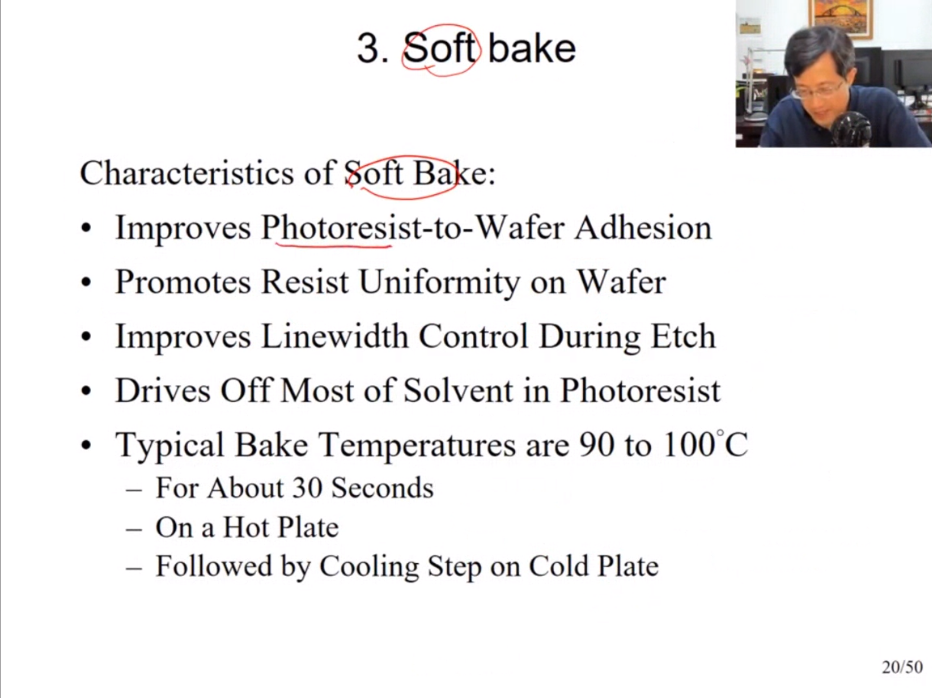 3. Soft bake
Characteristics of Soft Bake:
• Improves Photoresist-to-Wafer Adhesion
• Promotes Resist Uniformity on Wafer
• Improves Linewidth Control During Etch
• Drives Off Most of Solvent in Photoresist
• Typical Bake Temperatures are 90 to 100°C
– For About 30 Seconds
– On a Hot Plate
– Followed by Cooling Step on Cold Plate
20/50